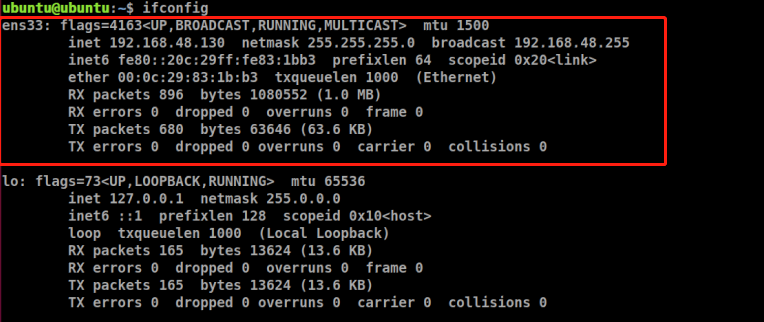 ubuntu@ubuntu:~$ ifconfig
ens33: flags=4163<UP,BROADCAST,RUNNING,MULTICAST>  mtu 1500
        inet 192.168.48.130  netmask 255.255.255.0  broadcast 192.168.48.255
        inet6 fe80::20c:29ff:fe83:1bb3  prefixlen 64  scopeid 0x20<link>
        ether 00:0c:29:83:1b:b3  txqueuelen 1000  (Ethernet)
        RX packets 896  bytes 1080552 (1.0 MB)
        RX errors 0  dropped 0  overruns 0  frame 0
        TX packets 680  bytes 63646 (63.6 KB)
        TX errors 0  dropped 0 overruns 0  carrier 0  collisions 0
lo: flags=73<UP,LOOPBACK,RUNNING>  mtu 65536
        inet 127.0.0.1  netmask 255.0.0.0
        inet6 ::1  prefixlen 128  scopeid 0x10<host>
        loop  txqueuelen 1000  (Local Loopback)
        RX packets 165  bytes 13624 (13.6 KB)
        RX errors 0  dropped 0  overruns 0  frame 0
        TX packets 165  bytes 13624 (13.6 KB)
        TX errors 0  dropped 0 overruns 0  carrier 0  collisions 0